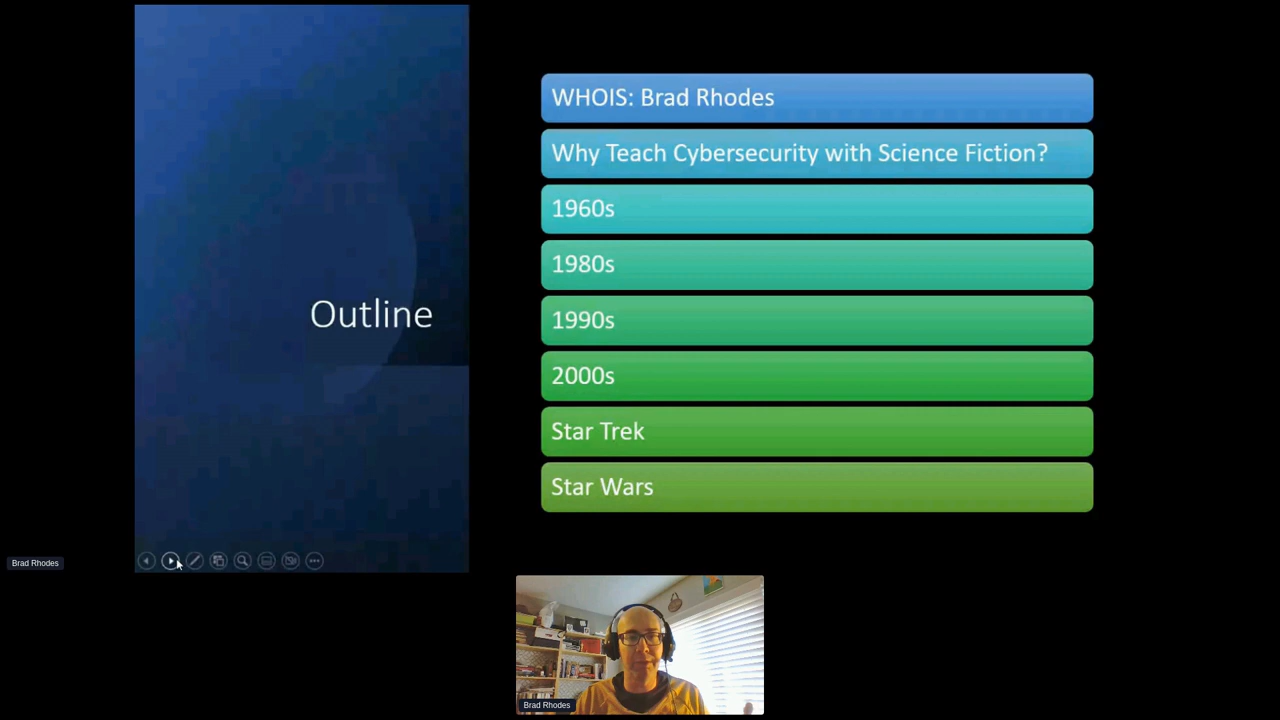 Outline
WHOIS: Brad Rhodes
Why Teach Cybersecurity with Science Fiction?
1960s
1980s
1990s
2000s
Star Trek
Star Wars
Brad Rhodes
Brad Rhodes